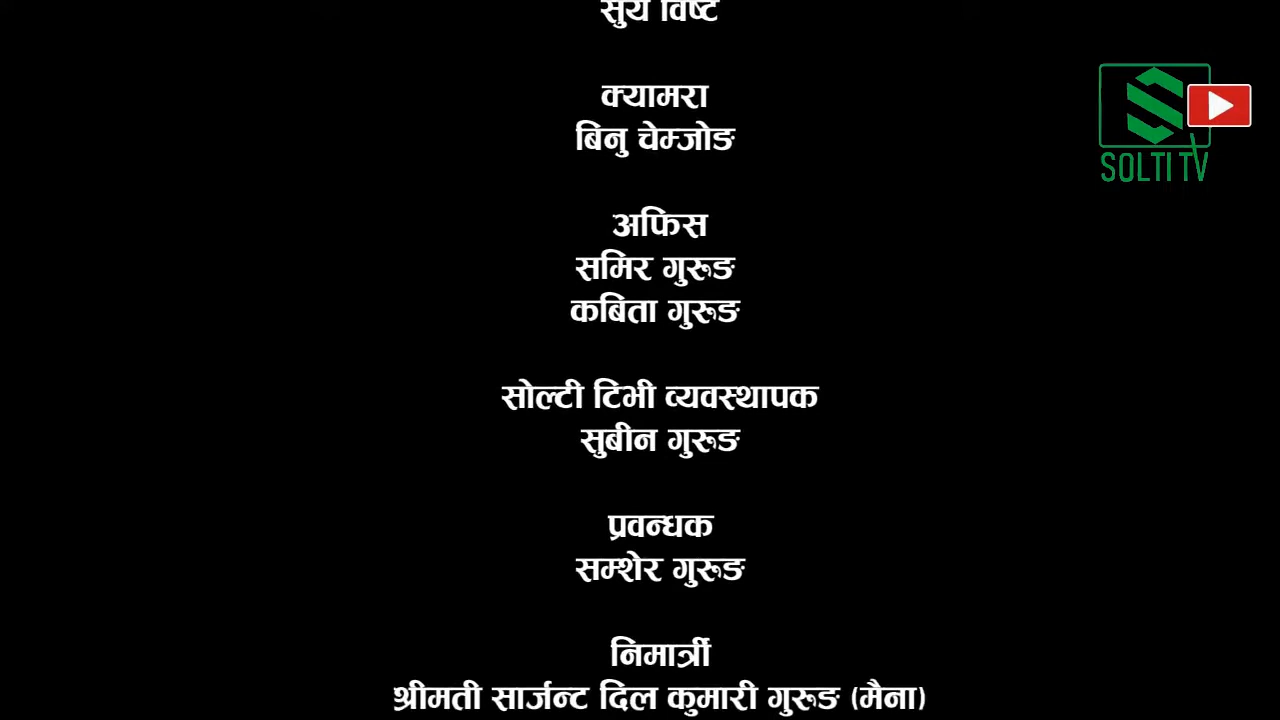 सुर्य विष्ट
क्यामरा
बिनु चेम्जोङ
SOLTI TV
अफिस
समिर गुरुङ
कबिता गुरुङ
सोल्टी टिभी व्यवस्थापक
सुबीन गुरुङ
प्रवन्धक
सम्शेर गुरुङ
निमार्त्री
श्रीमती सार्जन्ट दिल कुमारी गुरुङ (मैना)